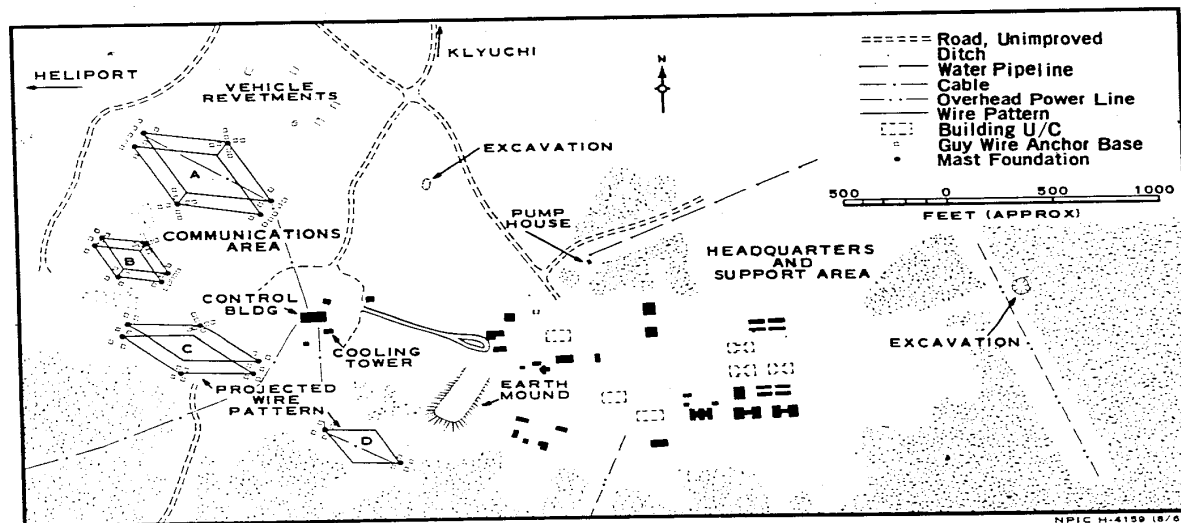 HELIPORT
KLYUCHI
VEHICLE
REVETMENTS
N
Road, Unimproved
Ditch
Water Pipeline
Cable
Overhead Power Line
Wire Pattern
Building U/C
Guy Wire Anchor Base
Mast Foundation
500 0 500 1000
FEET (APPROX)
EXCAVATION
A
PUMP
HOUSE
COMMUNICATIONS
AREA
B
HEADQUARTERS
AND
SUPPORT AREA
CONTROL
BLDG
COOLING
TOWER
C
EXCAVATION
PROJECTED
WIRE
PATTERN
EARTH
MOUND
D
NPIC H-4159